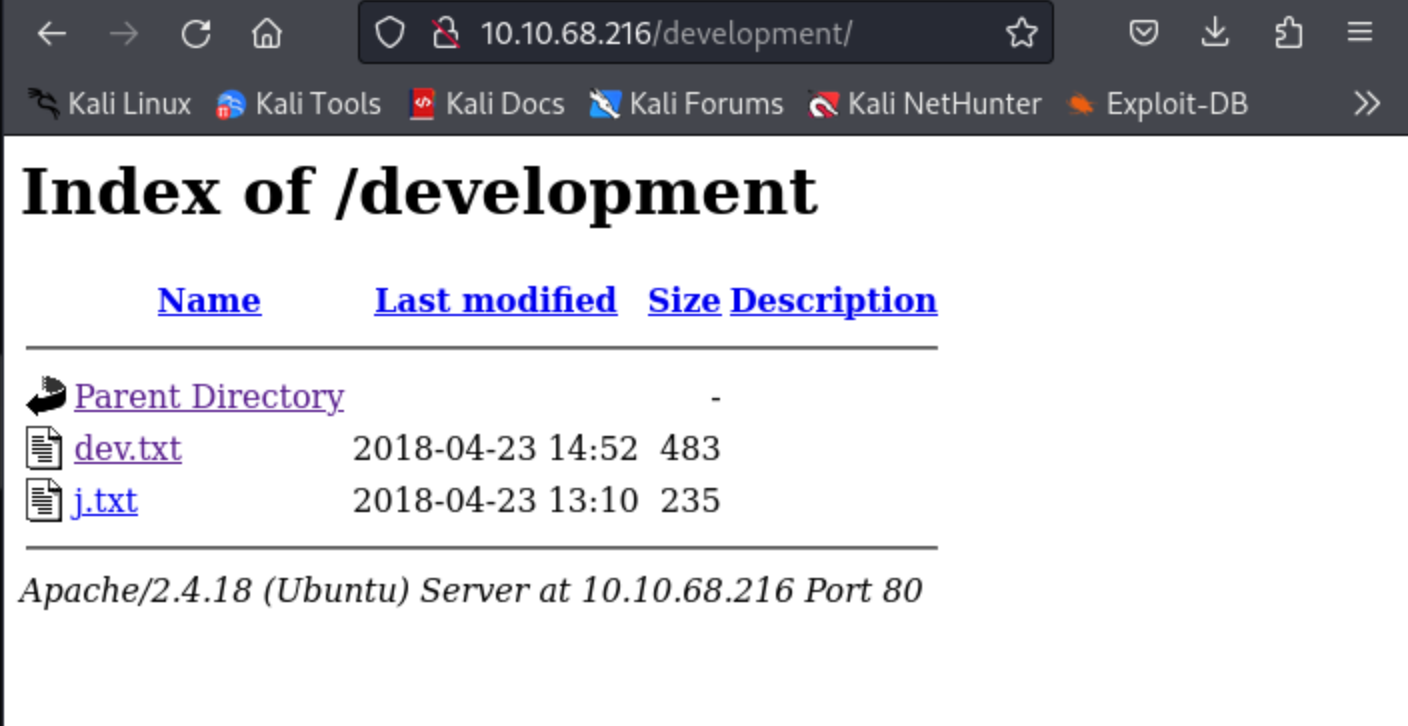 10.10.68.216/development/
Kali Linux Kali Tools Kali Docs Kali Forums Kali NetHunter Exploit-DB
Index of /development
Name Last modified Size Description
Parent Directory -
dev.txt 2018-04-23 14:52 483
j.txt 2018-04-23 13:10 235
Apache/2.4.18 (Ubuntu) Server at 10.10.68.216 Port 80